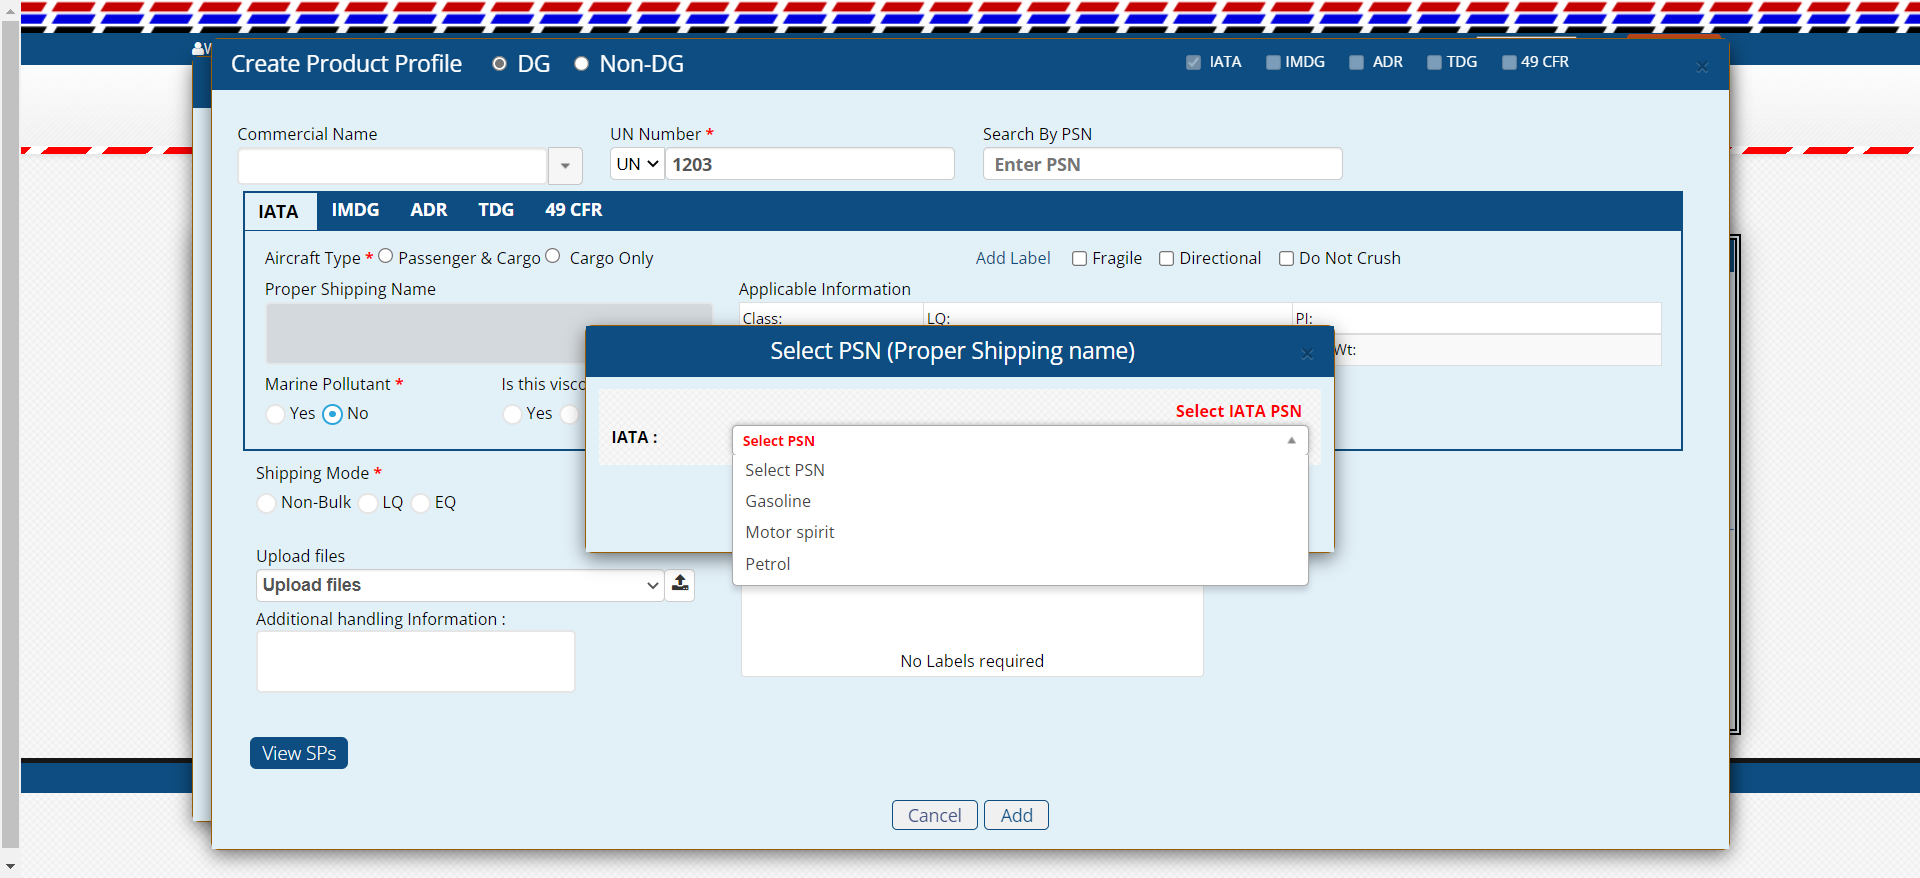 W
Create Product Profile DG Non-DG IATA IMDG ADR TDG 49 CFR
Commercial Name UN Number * Search By PSN
UN 1203 Enter PSN
IATA IMDG ADR TDG 49 CFR
Aircraft Type * Passenger & Cargo Cargo Only Add Label Fragile Directional Do Not Crush
Proper Shipping Name Applicable Information
Class: LQ: PI:
Wt:
Marine Pollutant * Is this visco
Yes No Yes
Select PSN (Proper Shipping name)
Select IATA PSN
IATA :
Select PSN
Select PSN
Gasoline
Motor spirit
Petrol
Shipping Mode *
Non-Bulk LQ EQ
Upload files
Upload files
Additional handling Information :
No Labels required
View SPs
Cancel Add